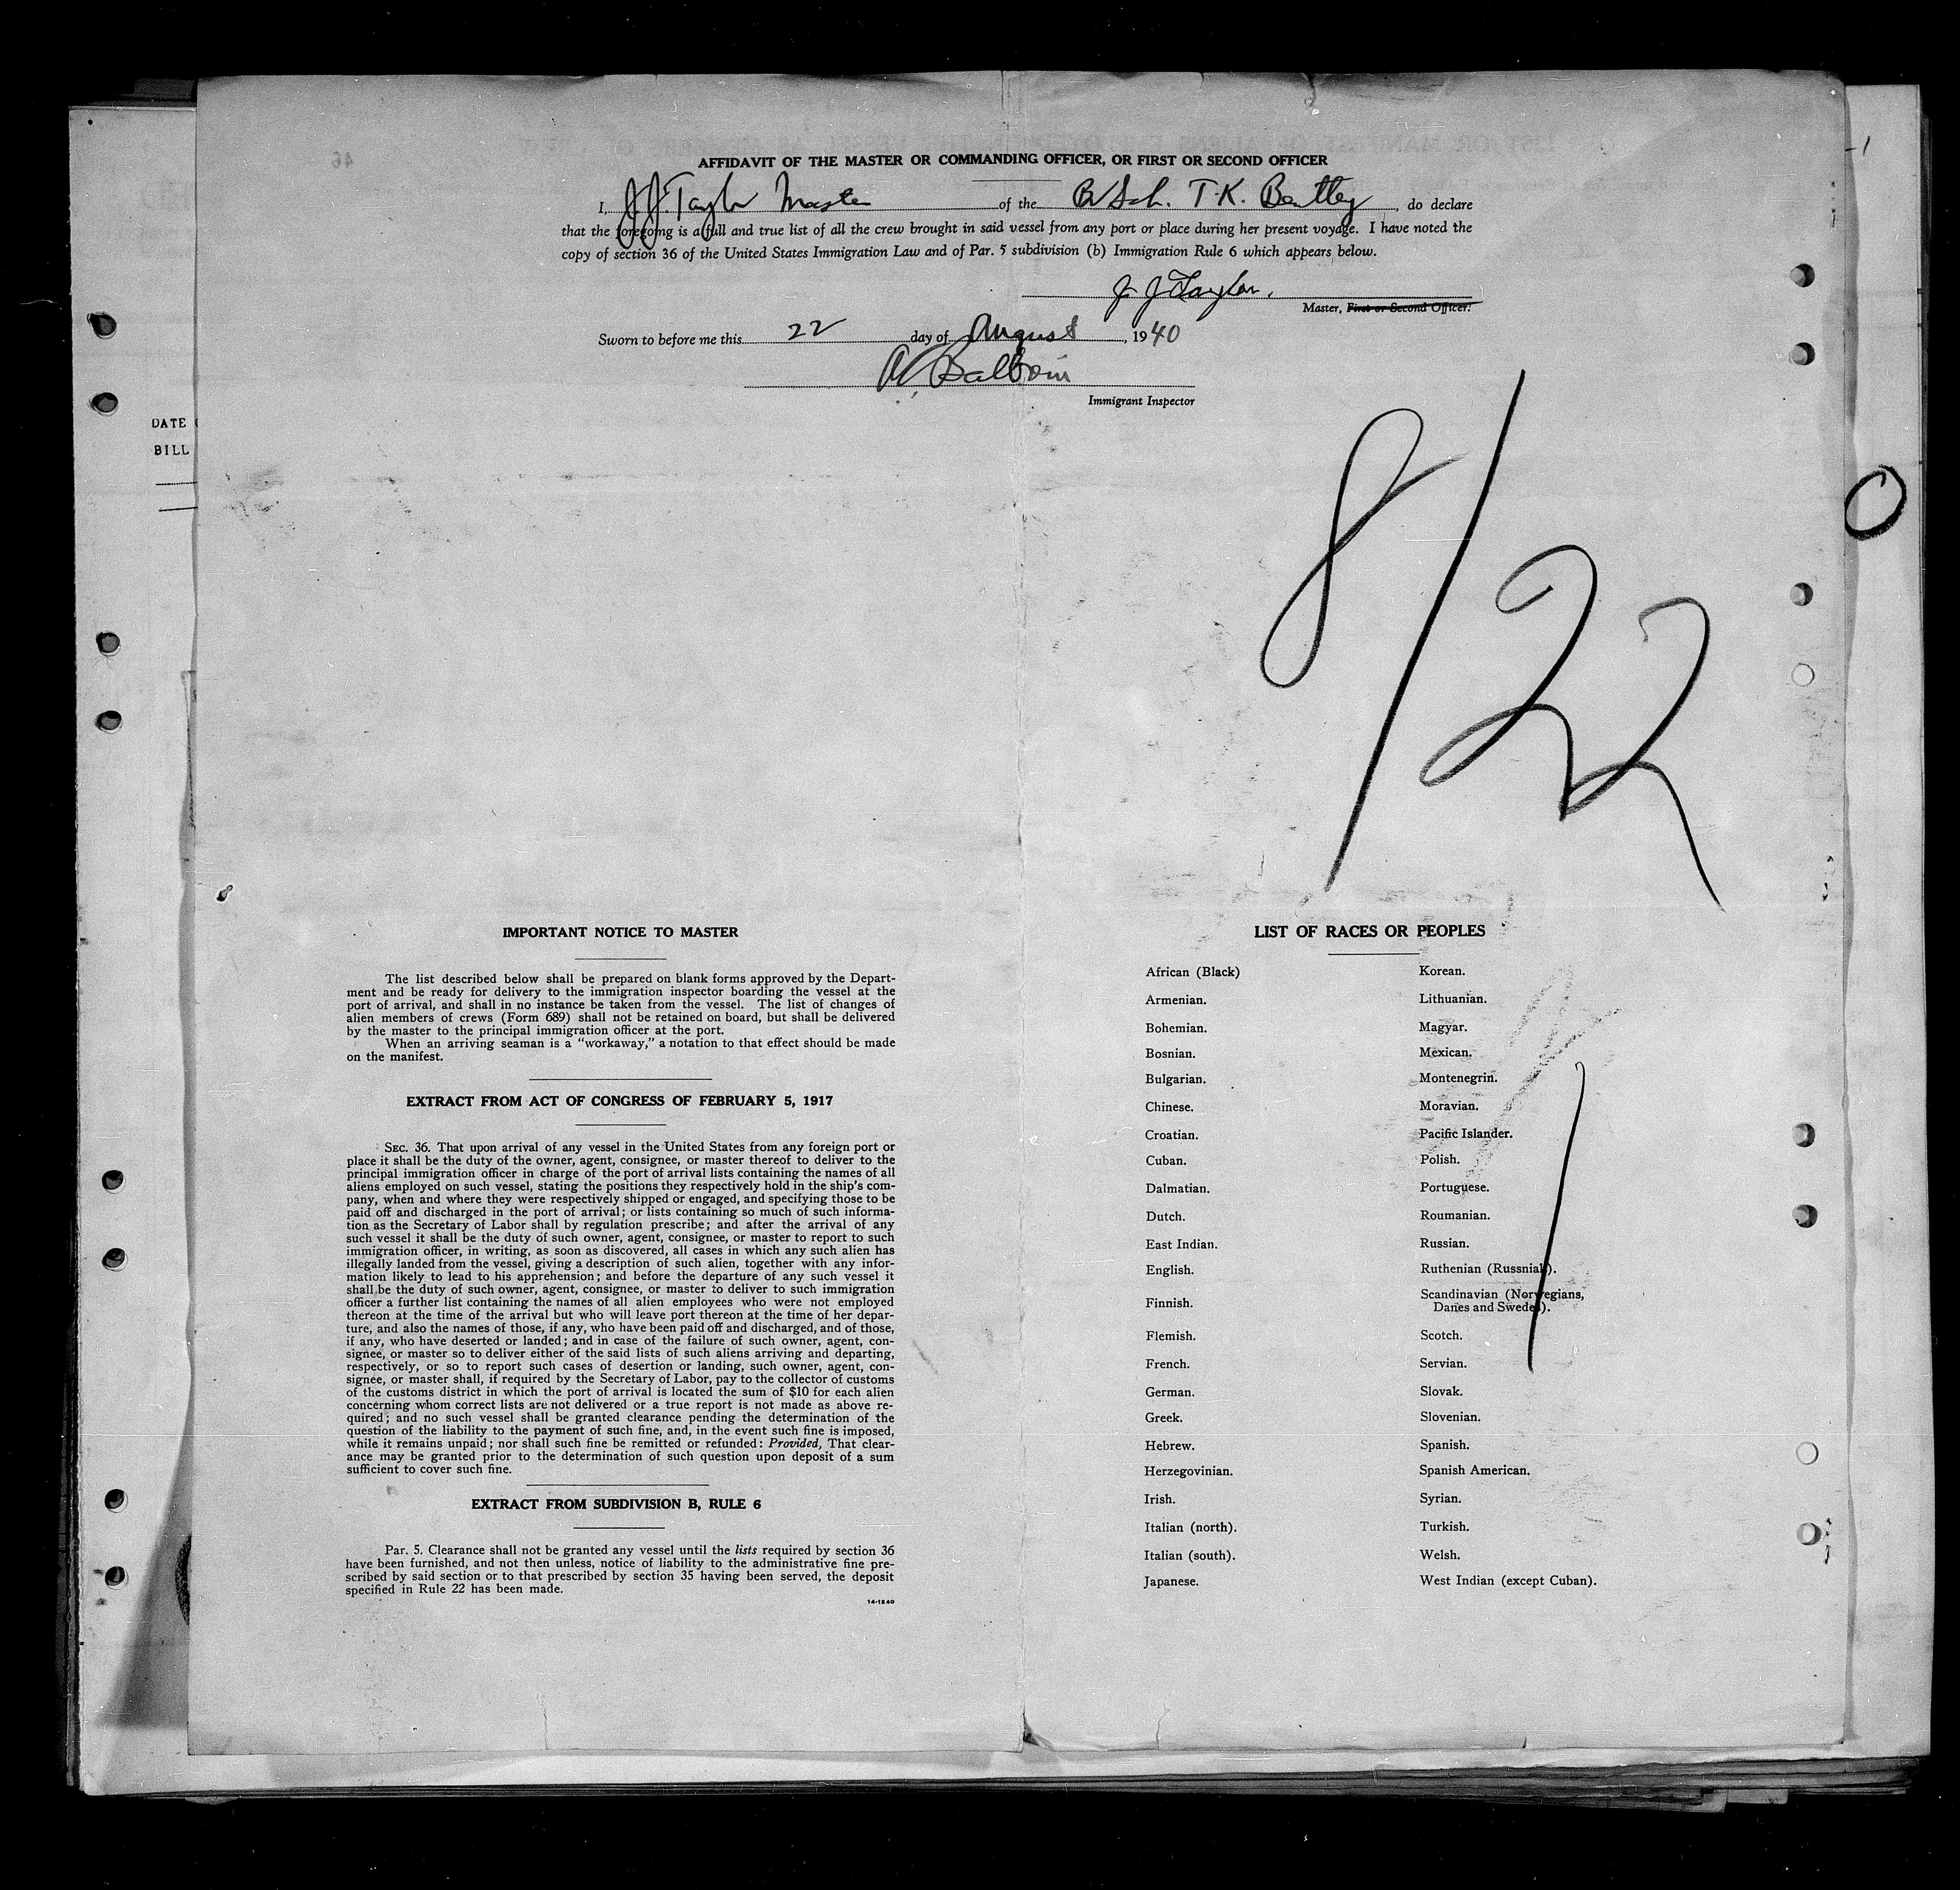 AFFIDAVIT OF THE MASTER OR COMMANDING OFFICER, OR FIRST OR SECOND OFFICER
I, J.J. Taylor Master of the Br Sch. T.K. Bentley, do declare
that the foregoing is a full and true list of all the crew brought in said vessel from any port or place during her present voyage. I have noted the
copy of section 36 of the United States Immigration Law and of Par. 5 subdivision (b) Immigration Rule 6 which appears below.
J J Taylor.
Master, First or Second Officer.
Sworn to before me this 22 day of August, 1940
Immigrant Inspector
DATE
BILL
8/22
IMPORTANT NOTICE TO MASTER
The list described below shall be prepared on blank forms approved by the Depart-
ment and be ready for delivery to the immigration inspector boarding the vessel at the
port of arrival, and shall in no instance be taken from the vessel. The list of changes of
alien members of crews (Form 689) shall not be retained on board, but shall be delivered
by the master to the principal immigration officer at the port.
When an arriving seaman is a "workaway," a notation to that effect should be made
on the manifest.
EXTRACT FROM ACT OF CONGRESS OF FEBRUARY 5, 1917
SEC. 36. That upon arrival of any vessel in the United States from any foreign port or
place it shall be the duty of the owner, agent, consignee, or master thereof to deliver to the
principal immigration officer in charge of the port of arrival lists containing the names of all
aliens employed on such vessel, stating the positions they respectively hold in the ship's com-
pany, when and where they were respectively shipped or engaged, and specifying those to be
paid off and discharged in the port of arrival; or lists containing so much of such informa-
tion as the Secretary of Labor shall by regulation prescribe; and after the arrival of any
such vessel it shall be the duty of such owner, agent, consignee, or master to report to such
immigration officer, in writing, as soon as discovered, all cases in which any such alien has
illegally landed from the vessel, giving a description of such alien, together with any infor-
mation likely to lead to his apprehension; and before the departure of any such vessel it
shall be the duty of such owner, agent, consignee, or master to deliver to such immigration
officer a further list containing the names of all alien employees who were not employed
thereon at the time of the arrival but who will leave port thereon at the time of her depar-
ture, and also the names of those, if any, who have been paid off and discharged, and of those,
if any, who have deserted or landed; and in case of the failure of such owner, agent, con-
signee, or master so to deliver either of the said lists of such aliens arriving and departing,
respectively, or so to report such cases of desertion or landing, such owner, agent, con-
signee, or master shall, if required by the Secretary of Labor, pay to the collector of customs
of the customs district in which the port of arrival is located the sum of $10 for each alien
concerning whom correct lists are not delivered or a true report is not made as above re-
quired; and no such vessel shall be granted clearance pending the determination of the
question of the liability to the payment of such fine, and, in the event such fine is imposed,
while it remains unpaid; nor shall such fine be remitted or refunded: Provided, That clear-
ance may be granted prior to the determination of such question upon deposit of a sum
sufficient to cover such fine.
EXTRACT FROM SUBDIVISION B, RULE 6
Par. 5. Clearance shall not be granted any vessel until the lists required by section 36
have been furnished, and not then unless, notice of liability to the administrative fine pre-
scribed by said section or to that prescribed by section 35 having been served, the deposit
specified in Rule 22 has been made.
14-1240
LIST OF RACES OR PEOPLES
African (Black)
Armenian.
Bohemian.
Bosnian.
Bulgarian.
Chinese.
Croatian.
Cuban.
Dalmatian.
Dutch.
East Indian.
English.
Finnish.
Flemish.
French.
German.
Greek.
Hebrew.
Herzegovinian.
Irish.
Italian (north).
Italian (south).
Japanese.
Korean.
Lithuanian.
Magyar.
Mexican.
Montenegrin.
Moravian.
Pacific Islander.
Polish.
Portuguese.
Roumanian.
Russian.
Ruthenian (Russniak).
Scandinavian (Norwegians,
Danes and Swedes).
Scotch.
Servian.
Slovak.
Slovenian.
Spanish.
Spanish American.
Syrian.
Turkish.
Welsh.
West Indian (except Cuban).